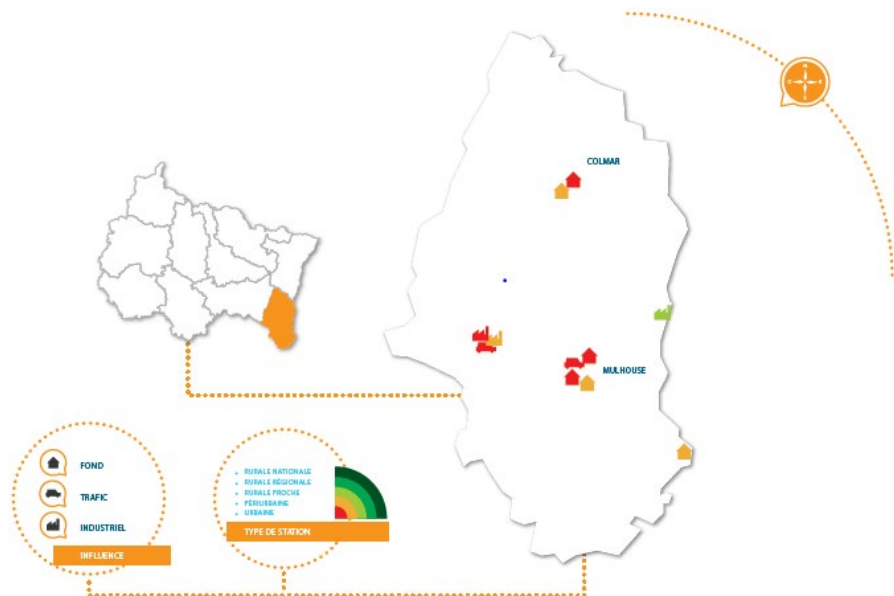 COLMAR
MULHOUSE
FOND
TRAFIC
INDUSTRIEL
INFLUENCE
RURALE NATIONALE
RURALE RÉGIONALE
RURALE PROCHE
PÉRIURBAINE
URBAINE
TYPE DE STATION